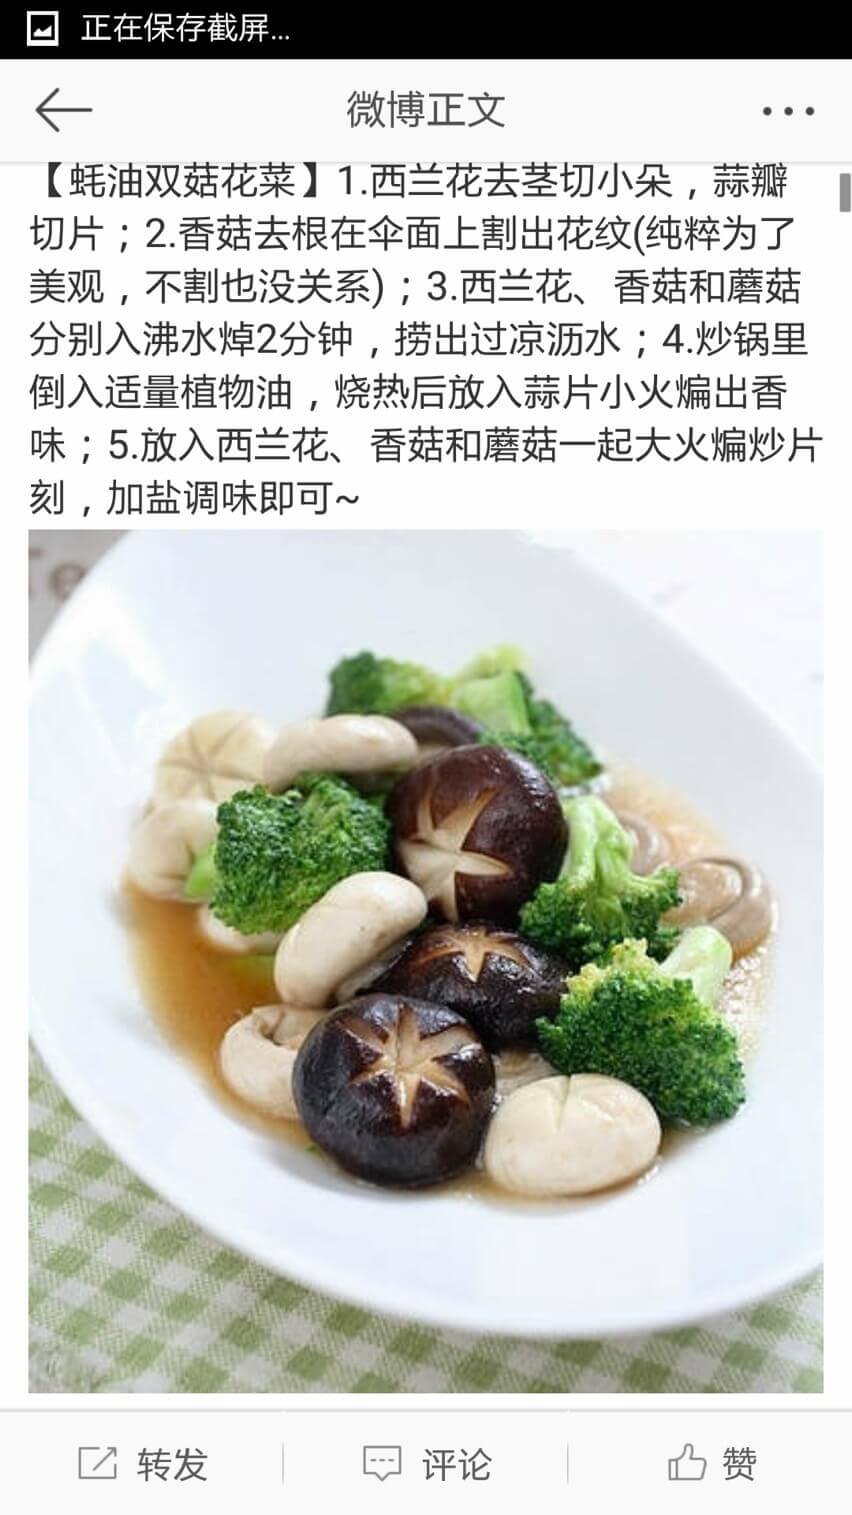 正在保存截屏...
微博正文
【蚝油双菇花菜】1.西兰花去茎切小朵，蒜瓣
切片；2.香菇去根在伞面上割出花纹(纯粹为了
美观，不割也没关系)；3.西兰花、香菇和蘑菇
分别入沸水焯2分钟，捞出过凉沥水；4.炒锅里
倒入适量植物油，烧热后放入蒜片小火煸出香
味；5.放入西兰花、香菇和蘑菇一起大火煸炒片
刻，加盐调味即可~
转发
评论
赞